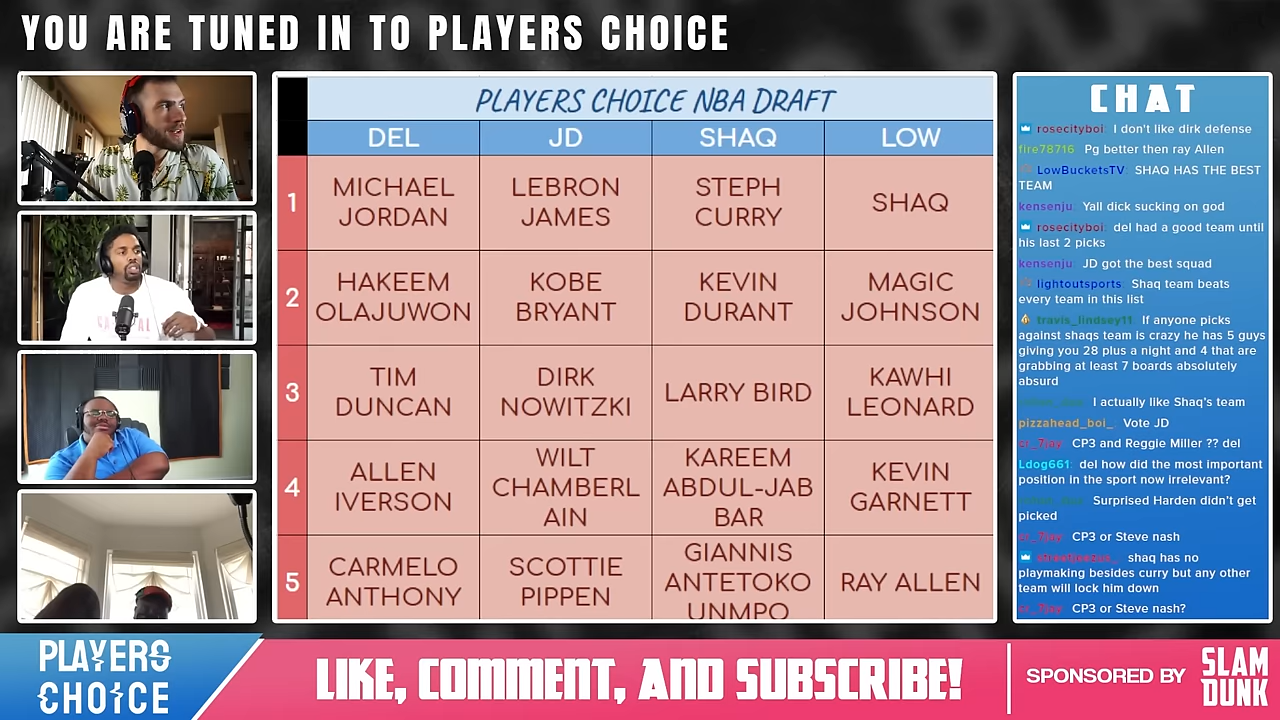 YOU ARE TUNED IN TO PLAYERS CHOICE
PLAYERS CHOICE NBA DRAFT
DEL JD SHAQ LOW
1
MICHAEL
JORDAN
LEBRON
JAMES
STEPH
CURRY
SHAQ
2
HAKEEM
OLAJUWON
KOBE
BRYANT
KEVIN
DURANT
MAGIC
JOHNSON
3
TIM
DUNCAN
DIRK
NOWITZKI
LARRY BIRD
KAWHI
LEONARD
4
ALLEN
IVERSON
WILT
CHAMBERL
AIN
KAREEM
ABDUL-JAB
BAR
KEVIN
GARNETT
5
CARMELO
ANTHONY
SCOTTIE
PIPPEN
GIANNIS
ANTETOKO
UNMPO
RAY ALLEN
CHAT
rosecityboi: I don't like dirk defense
fire78716 Pg better then ray Allen
LowBucketsTV: SHAQ HAS THE BEST
TEAM
kensenju: Yall dick sucking on god
rosecityboi: del had a good team until
his last 2 picks
kensenju: JD got the best squad
lightoutsports: Shaq team beats
every team in this list
travis_lindsey11: If anyone picks
against shaqs team is crazy he has 5 guys
giving you 28 plus a night and 4 that are
grabbing at least 7 boards absolutely
absurd
I actually like Shaq's team
pizzahead_boi_ Vote JD
CP3 and Reggie Miller ?? del
Ldog661: del how did the most important
position in the sport now irrelevant?
Surprised Harden didn't get
picked
CP3 or Steve nash
shaq has no
playmaking besides curry but any other
team will lock him down
CP3 or Steve nash?
PLAYERS
CHOICE
LIKE, COMMENT, AND SUBSCRIBE!
SPONSORED BY
SLAM
DUNK